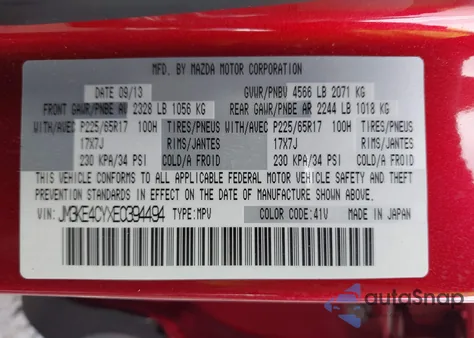 MFD. BY MAZDA MOTOR CORPORATION
DATE 09/13 GVWR/PNBV 4566 LB 2071 KG
FRONT GAWR/PNBE AV 2328 LB 1056 KG REAR GAWR/PNBE AR 2244 LB 1018 KG
WITH/AVEC P225/65R17 100H TIRES/PNEUS WITH/AVEC P225/65R17 100H TIRES/PNEUS
17X7J RIMS/JANTES 17X7J RIMS/JANTES
230 KPA/34 PSI COLD/A FROID 230 KPA/34 PSI COLD/A FROID
THIS VEHICLE CONFORMS TO ALL APPLICABLE FEDERAL MOTOR VEHICLE SAFETY AND THEFT
PREVENTION STANDARDS IN EFFECT ON THE DATE OF MANUFACTURE SHOWN ABOVE.
VIN: JM3KE4CYXE0394494 TYPE: MPV COLOR CODE: 41V MADE IN JAPAN
autoSnap